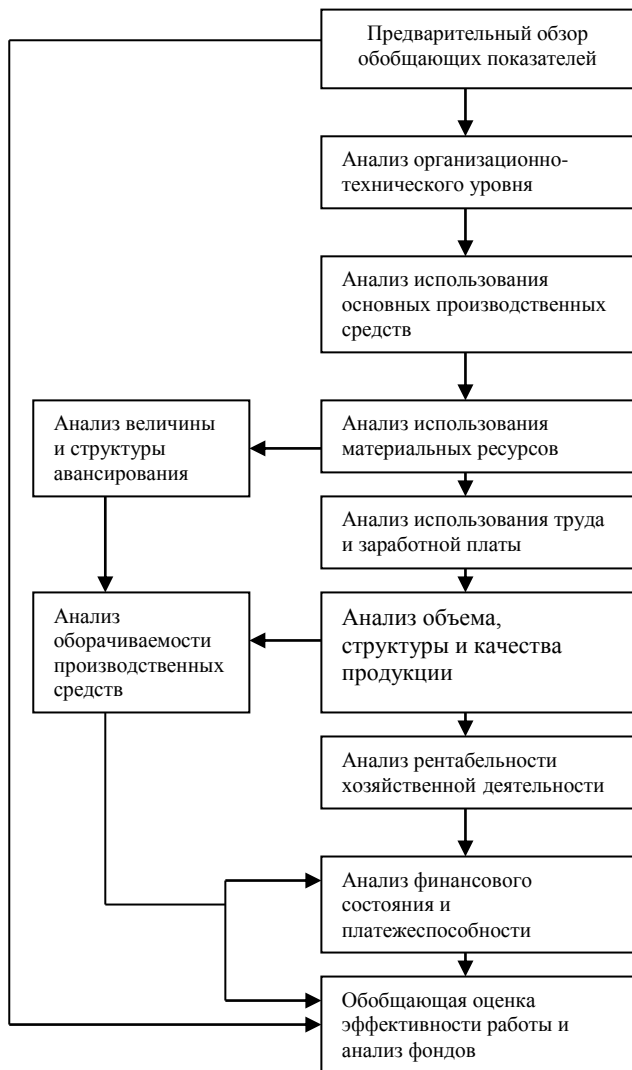 Предварительный обзор
обобщающих показателей
Анализ организационно-
технического уровня
Анализ использования
основных производственных
средств
Анализ величины
и структуры
авансирования
Анализ использования
материальных ресурсов
Анализ использования труда
и заработной платы
Анализ
оборачиваемости
производственных
средств
Анализ объема,
структуры и качества
продукции
Анализ рентабельности
хозяйственной деятельности
Анализ финансового
состояния и
платежеспособности
Обобщающая оценка
эффективности работы и
анализ фондов